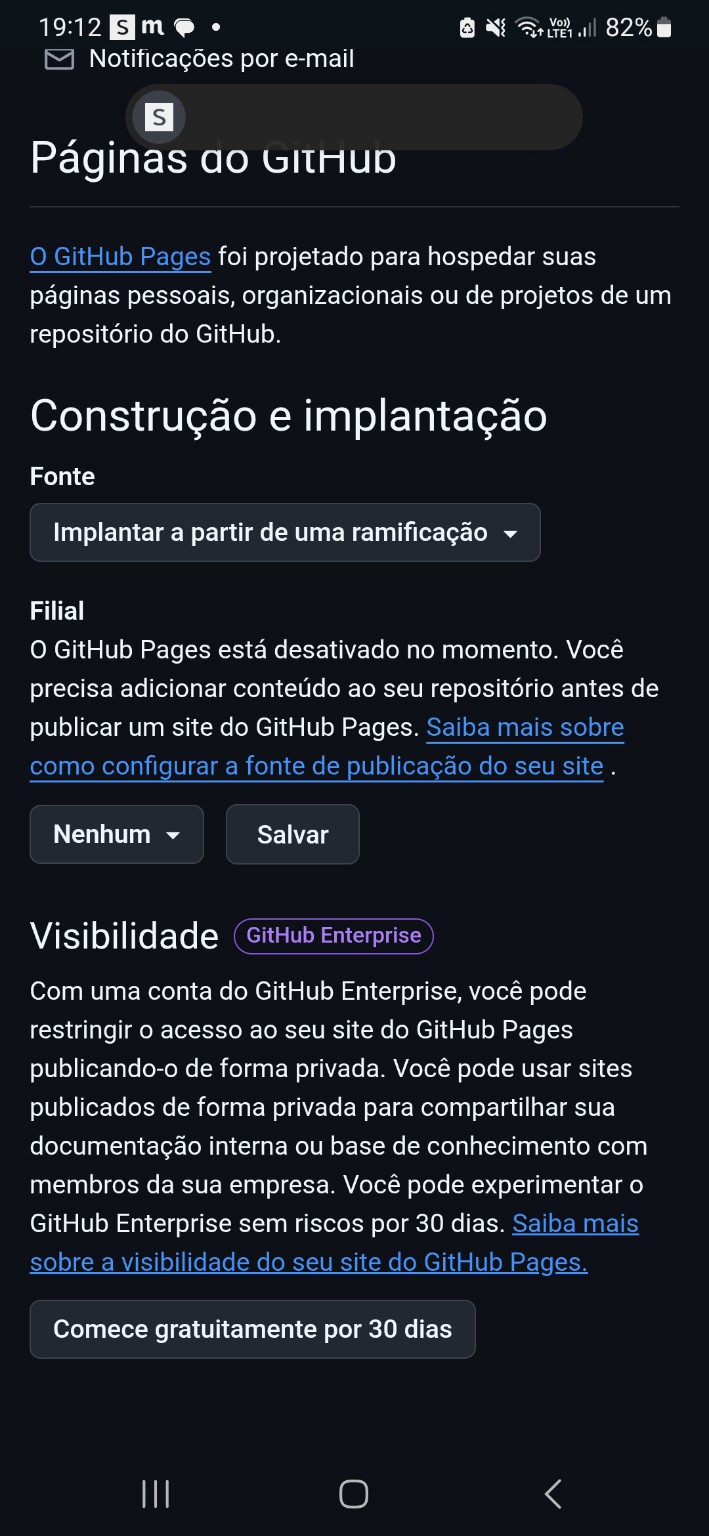 19:12 S m Vo)) LTE1 82%
Notificações por e-mail
S
Páginas do GitHub
O GitHub Pages foi projetado para hospedar suas
páginas pessoais, organizacionais ou de projetos de um
repositório do GitHub.
Construção e implantação
Fonte
Implantar a partir de uma ramificação
Filial
O GitHub Pages está desativado no momento. Você
precisa adicionar conteúdo ao seu repositório antes de
publicar um site do GitHub Pages. Saiba mais sobre
como configurar a fonte de publicação do seu site .
Nenhum Salvar
Visibilidade GitHub Enterprise
Com uma conta do GitHub Enterprise, você pode
restringir o acesso ao seu site do GitHub Pages
publicando-o de forma privada. Você pode usar sites
publicados de forma privada para compartilhar sua
documentação interna ou base de conhecimento com
membros da sua empresa. Você pode experimentar o
GitHub Enterprise sem riscos por 30 dias. Saiba mais
sobre a visibilidade do seu site do GitHub Pages.
Comece gratuitamente por 30 dias